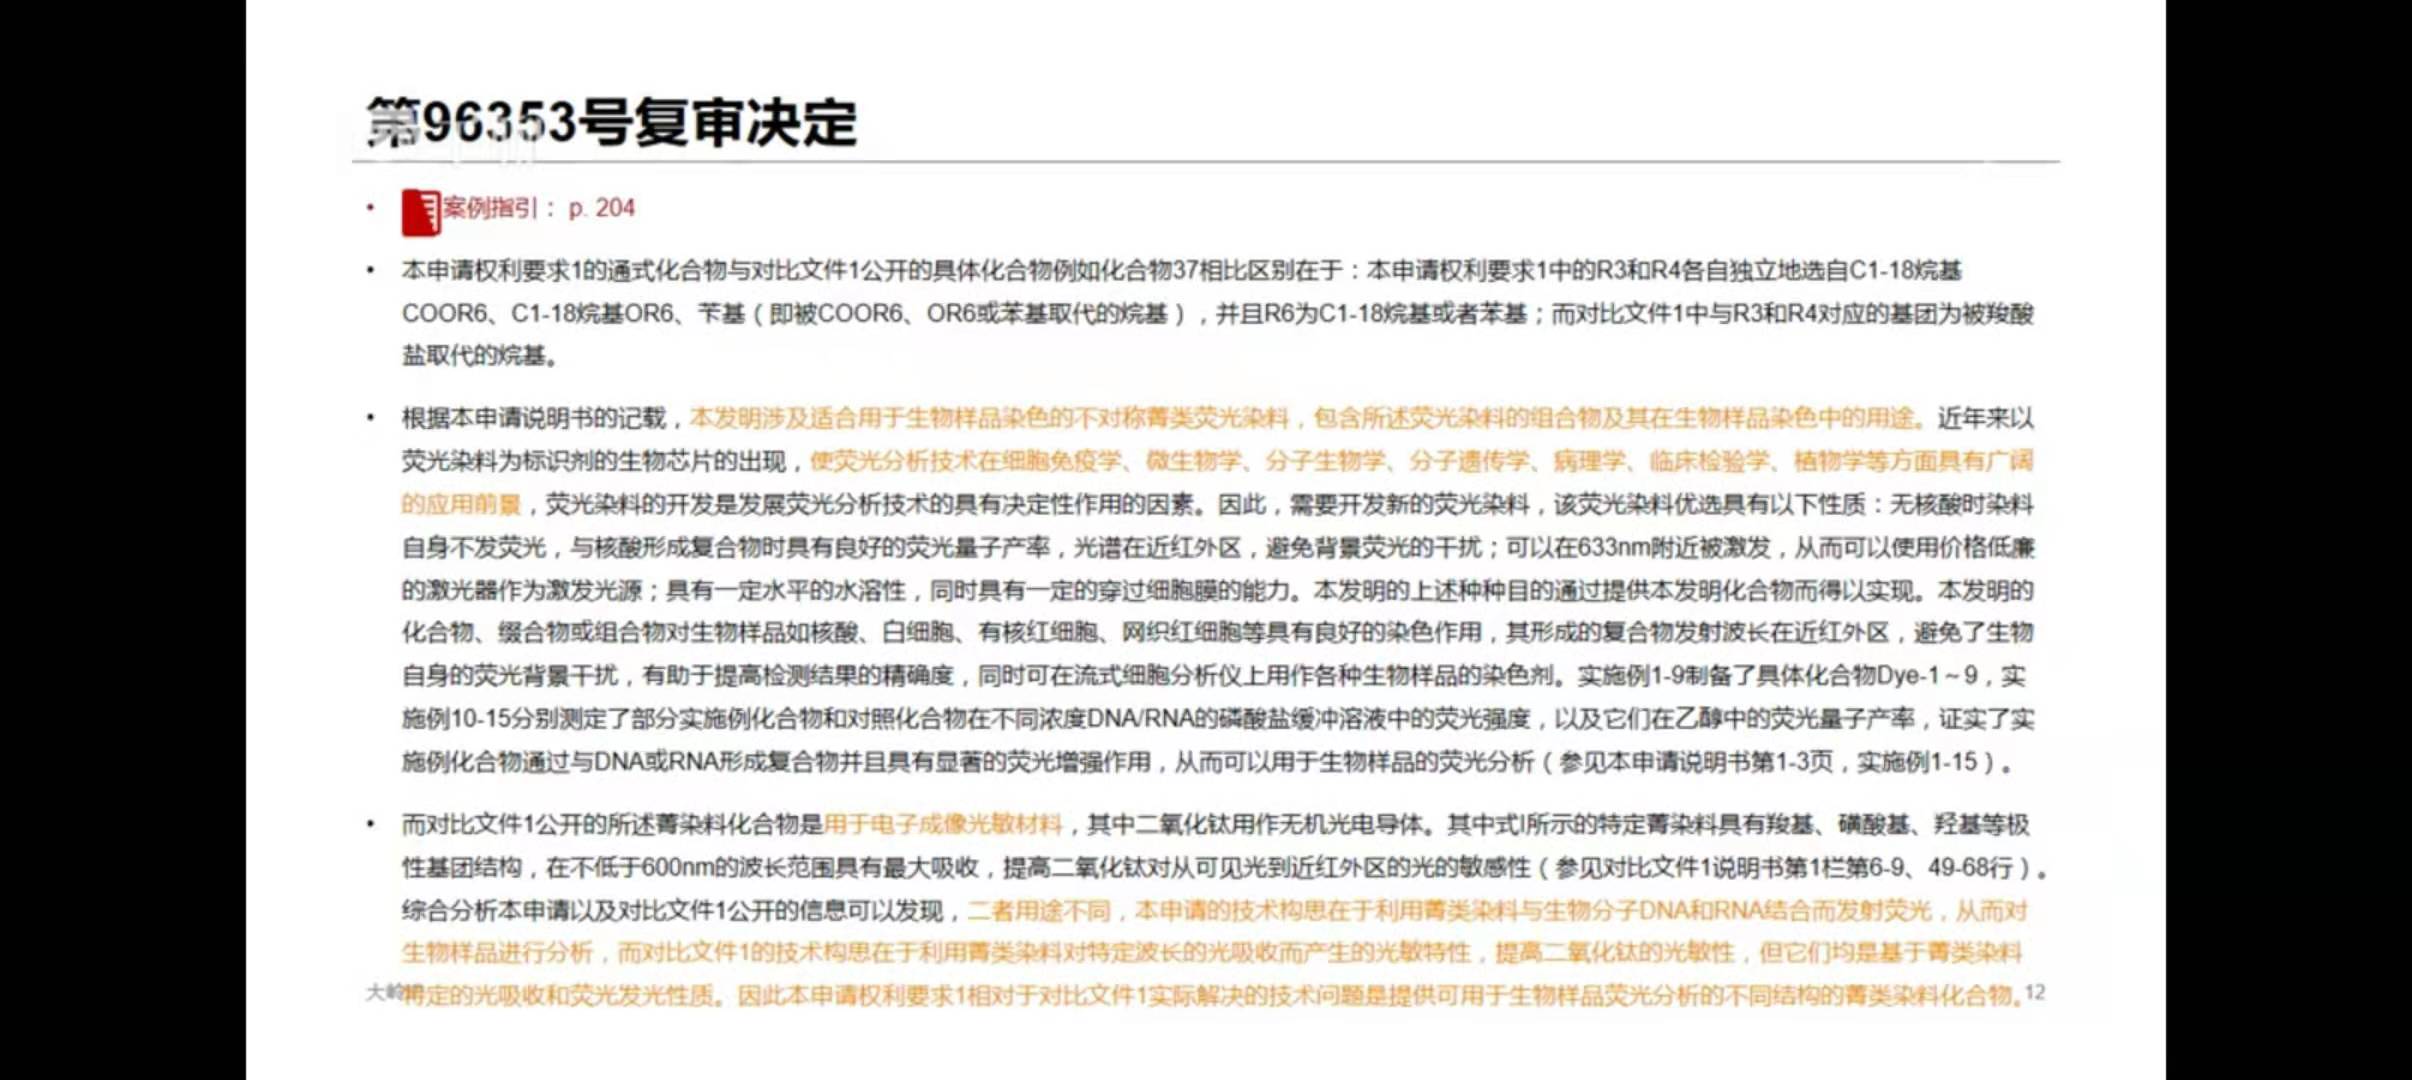 第96353号复审决定
• 案例指引： p. 204
• 本申请权利要求1的通式化合物与对比文件1公开的具体化合物例如化合物37相比区别在于：本申请权利要求1中的R3和R4各自独立地选自C1-18烷基
COOR6、C1-18烷基OR6、苄基（即被COOR6、OR6或苯基取代的烷基），并且R6为C1-18烷基或者苯基；而对比文件1中与R3和R4对应的基团为被羧酸
盐取代的烷基。
• 根据本申请说明书的记载，本发明涉及适合用于生物样品染色的不对称菁类荧光染料，包含所述荧光染料的组合物及其在生物样品染色中的用途。近年来以
荧光染料为标识剂的生物芯片的出现，使荧光分析技术在细胞免疫学、微生物学、分子生物学、分子遗传学、病理学、临床检验学、植物学等方面具有广阔
的应用前景，荧光染料的开发是发展荧光分析技术的具有决定性作用的因素。因此，需要开发新的荧光染料，该荧光染料优选具有以下性质：无核酸时染料
自身不发荧光，与核酸形成复合物时具有良好的荧光量子产率，光谱在近红外区，避免背景荧光的干扰；可以在633nm附近被激发，从而可以使用价格低廉
的激光器作为激发光源；具有一定水平的水溶性，同时具有一定的穿过细胞膜的能力。本发明的上述种种目的通过提供本发明化合物而得以实现。本发明的
化合物、缀合物或组合物对生物样品如核酸、白细胞、有核红细胞、网织红细胞等具有良好的染色作用，其形成的复合物发射波长在近红外区，避免了生物
自身的荧光背景干扰，有助于提高检测结果的精确度，同时可在流式细胞分析仪上用作各种生物样品的染色剂。实施例1-9制备了具体化合物Dye-1～9，实
施例10-15分别测定了部分实施例化合物和对照化合物在不同浓度DNA/RNA的磷酸盐缓冲溶液中的荧光强度，以及它们在乙醇中的荧光量子产率，证实了实
施例化合物通过与DNA或RNA形成复合物并且具有显著的荧光增强作用，从而可以用于生物样品的荧光分析（参见本申请说明书第1-3页，实施例1-15）。
• 而对比文件1公开的所述菁染料化合物是用于电子成像光敏材料，其中二氧化钛用作无机光电导体。其中式I所示的特定菁染料具有羧基、磺酸基、羟基等极
性基团结构，在不低于600nm的波长范围具有最大吸收，提高二氧化钛对从可见光到近红外区的光的敏感性（参见对比文件1说明书第1栏第6-9、49-68行）。
综合分析本申请以及对比文件1公开的信息可以发现，二者用途不同，本申请的技术构思在于利用菁类染料与生物分子DNA和RNA结合而发射荧光，从而对
生物样品进行分析，而对比文件1的技术构思在于利用菁类染料对特定波长的光吸收而产生的光敏特性，提高二氧化钛的光敏性，但它们均是基于菁类染料
特定的光吸收和荧光发光性质。因此本申请权利要求1相对于对比文件1实际解决的技术问题是提供可用于生物样品荧光分析的不同结构的菁类染料化合物。
12